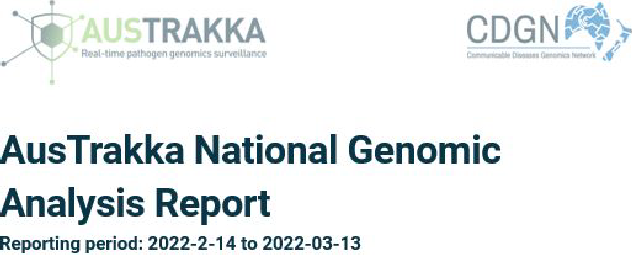 AUSTRAKKA
Real-time pathogen genomics surveillance
CDGN
Communicable Diseases Genomics Network
AusTrakka National Genomic
Analysis Report
Reporting period: 2022-2-14 to 2022-03-13